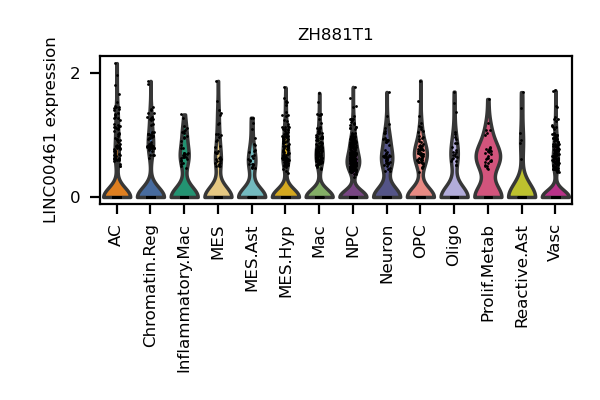 ZH881T1
LINC00461 expression
2
0
AC
Chromatin.Reg
Inflammatory.Mac
MES
MES.Ast
MES.Hyp
Mac
NPC
Neuron
OPC
Oligo
Prolif.Metab
Reactive.Ast
Vasc